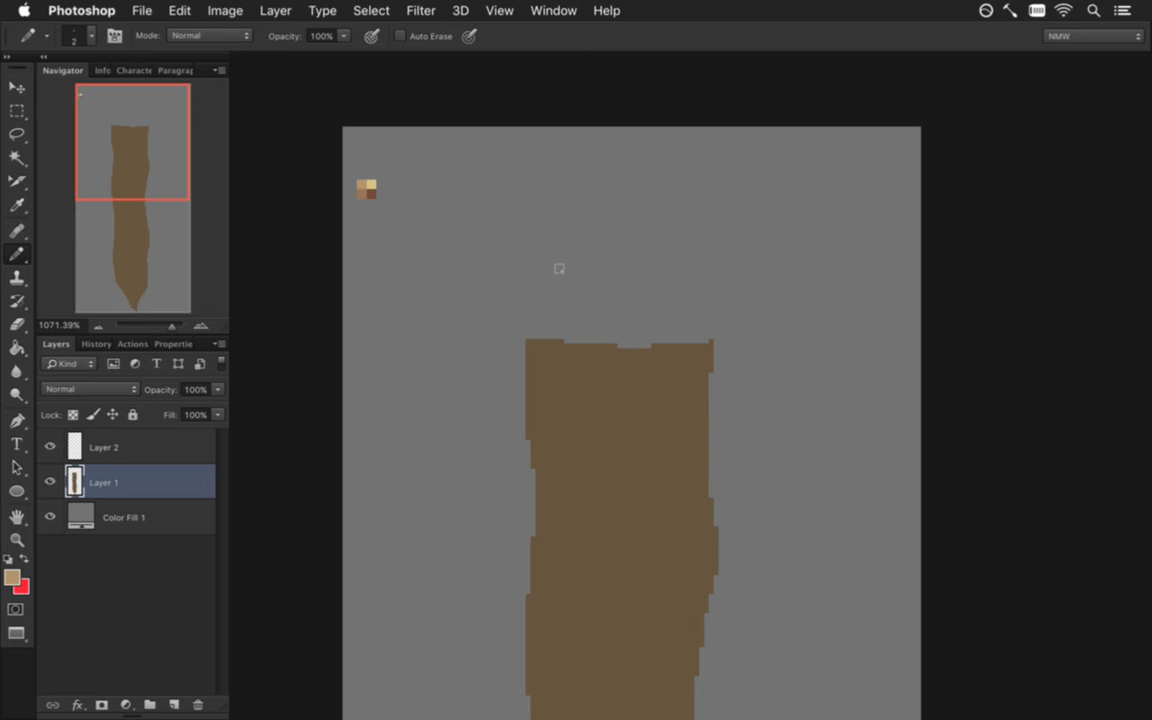 Photoshop File Edit Image Layer Type Select Filter 3D View Window Help
2 Mode: Normal Opacity: 100% Auto Erase NMW
Navigator Info Characte Paragrap
1071.39%
Layers History Actions Propertie
Kind
Normal Opacity: 100%
Lock: Fill: 100%
Layer 2
Layer 1
Color Fill 1
fx